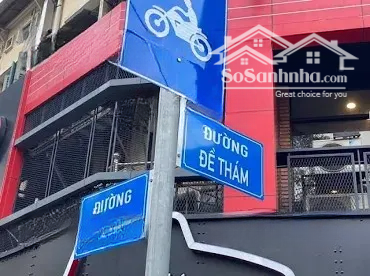 SoSanhnha.com
Great choice for you
ĐƯỜNG
ĐỀ THÁM
ĐƯỜNG